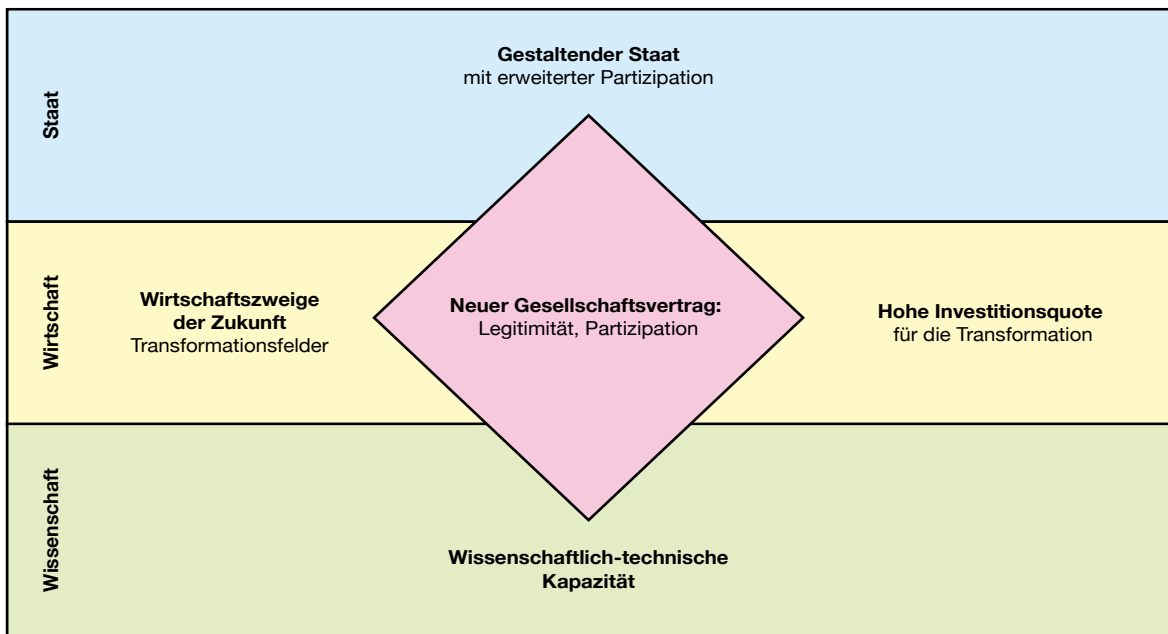 Staat
Gestaltender Staat
mit erweiterter Partizipation
Wirtschaft
Wirtschaftszweige
der Zukunft
Transformationsfelder
Neuer Gesellschaftsvertrag:
Legitimität, Partizipation
Hohe Investitionsquote
für die Transformation
Wissenschaft
Wissenschaftlich-technische
Kapazität